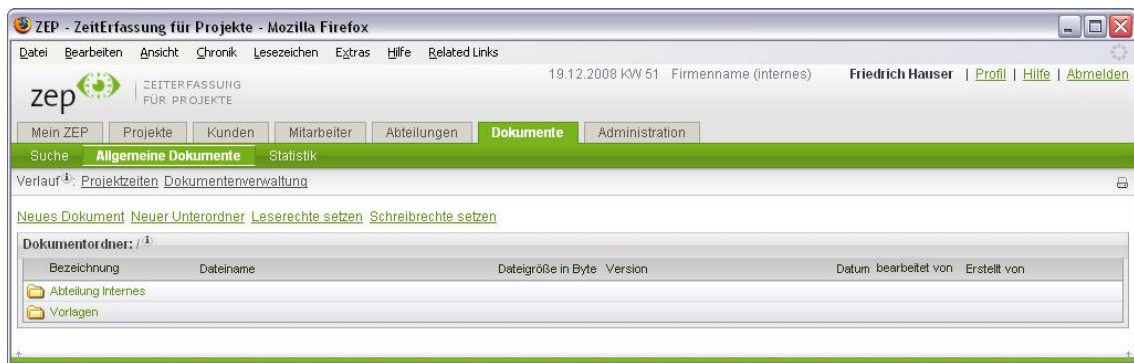 ZEP - ZeitErfassung für Projekte - Mozilla Firefox
Datei Bearbeiten Ansicht Chronik Lesezeichen Extras Hilfe Related Links
19.12.2008 KW 51 Firmenname (internes) Friedrich Hauser | Profil | Hilfe | Abmelden
zep ZEITERFASSUNG
FÜR PROJEKTE
Mein ZEP Projekte Kunden Mitarbeiter Abteilungen Dokumente Administration
Suche Allgemeine Dokumente Statistik
Verlauf i: Projektzeiten Dokumentenverwaltung
Neues Dokument Neuer Unterordner Leserechte setzen Schreibrechte setzen
Dokumentordner: / i
Bezeichnung Dateiname Dateigröße in Byte Version Datum bearbeitet von Erstellt von
Abteilung Internes
Vorlagen